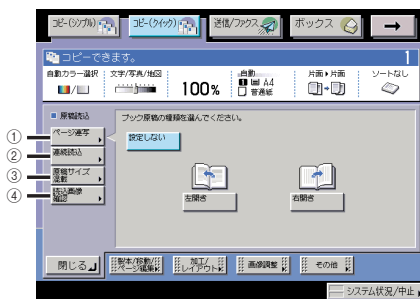 コピー(シンプル)
コピー(クイック)
送信/ファクス
ボックス
コピーできます。
1
自動カラー選択
文字/写真/地図
100%
自動
A4
普通紙
片面▶片面
ソートなし
原稿読込
ブック原稿の種類を選んでください。
① ページ連写
設定しない
② 連続読込
③ 原稿サイズ
混載
④ 読込画像
確認
左開き
右開き
閉じる
製本/移動/
ページ編集
加工/
レイアウト
画像調整
その他
システム状況/中止